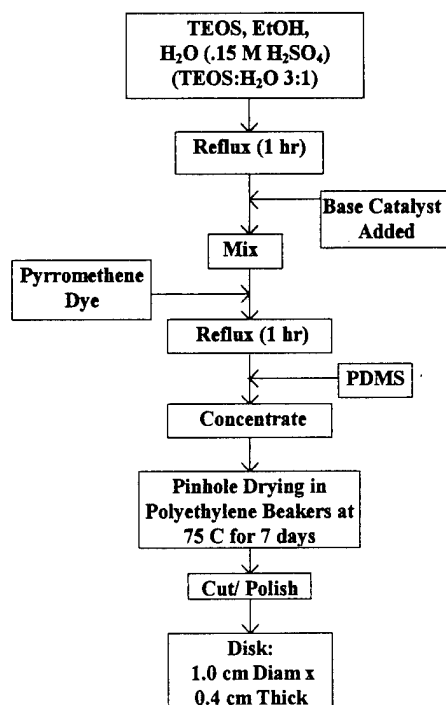 TEOS, EtOH,
H₂O (.15 M H₂SO₄)
(TEOS:H₂O 3:1)
Reflux (1 hr)
Base Catalyst
Added
Mix
Pyrromethene
Dye
Reflux (1 hr)
PDMS
Concentrate
Pinhole Drying in
Polyethylene Beakers at
75 C for 7 days
Cut/ Polish
Disk:
1.0 cm Diam x
0.4 cm Thick